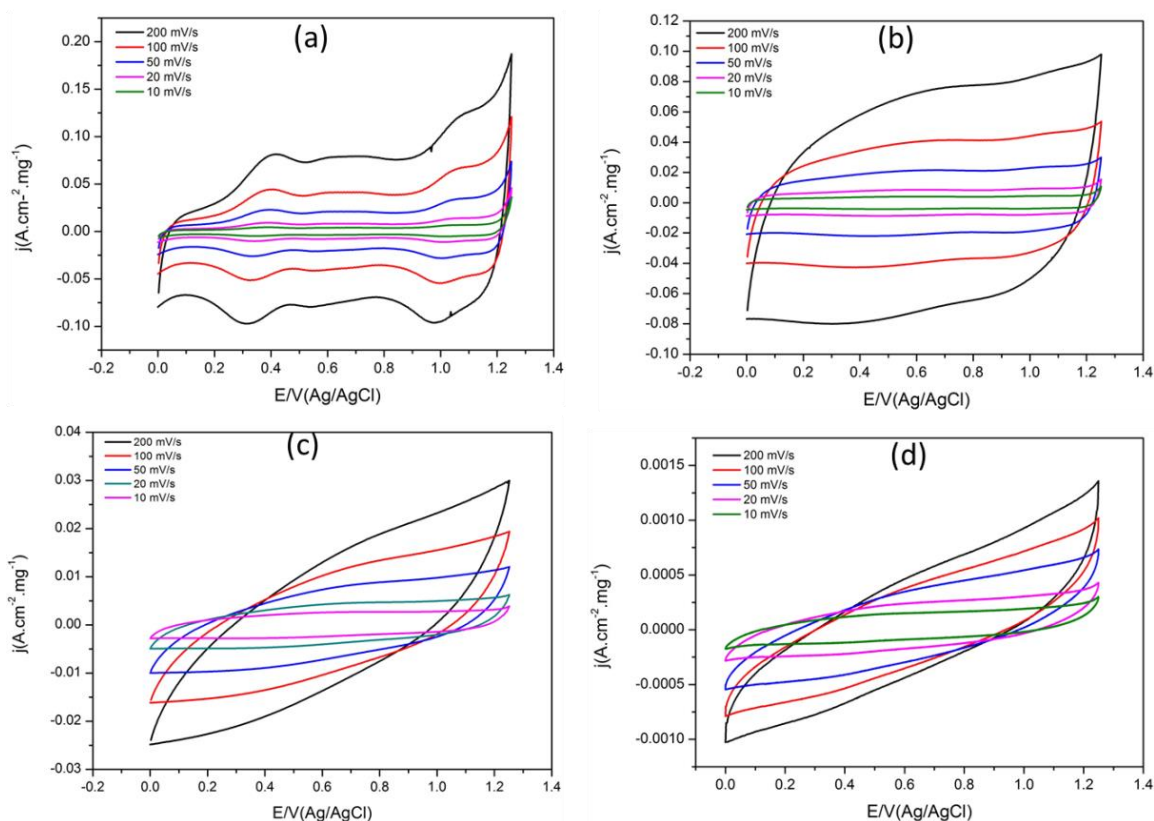 (a)
200 mV/s
100 mV/s
50 mV/s
20 mV/s
10 mV/s
j(A.cm-².mg⁻¹)
0.20
0.15
0.10
0.05
0.00
-0.05
-0.10
-0.2 0.0 0.2 0.4 0.6 0.8 1.0 1.2 1.4
E/V(Ag/AgCl)
(b)
200 mV/s
100 mV/s
50 mV/s
20 mV/s
10 mV/s
j(A.cm⁻².mg⁻¹)
0.12
0.10
0.08
0.06
0.04
0.02
0.00
-0.02
-0.04
-0.06
-0.08
-0.10
-0.2 0.0 0.2 0.4 0.6 0.8 1.0 1.2 1.4
E/V(Ag/AgCl)
(c)
200 mV/s
100 mV/s
50 mV/s
20 mV/s
10 mV/s
j(A.cm⁻².mg⁻¹)
0.04
0.03
0.02
0.01
0.00
-0.01
-0.02
-0.03
-0.2 0.0 0.2 0.4 0.6 0.8 1.0 1.2 1.4
E/V(Ag/AgCl)
(d)
200 mV/s
100 mV/s
50 mV/s
20 mV/s
10 mV/s
j(A.cm⁻².mg⁻¹)
0.0015
0.0010
0.0005
0.0000
-0.0005
-0.0010
-0.2 0.0 0.2 0.4 0.6 0.8 1.0 1.2 1.4
E/V(Ag/AgCl)